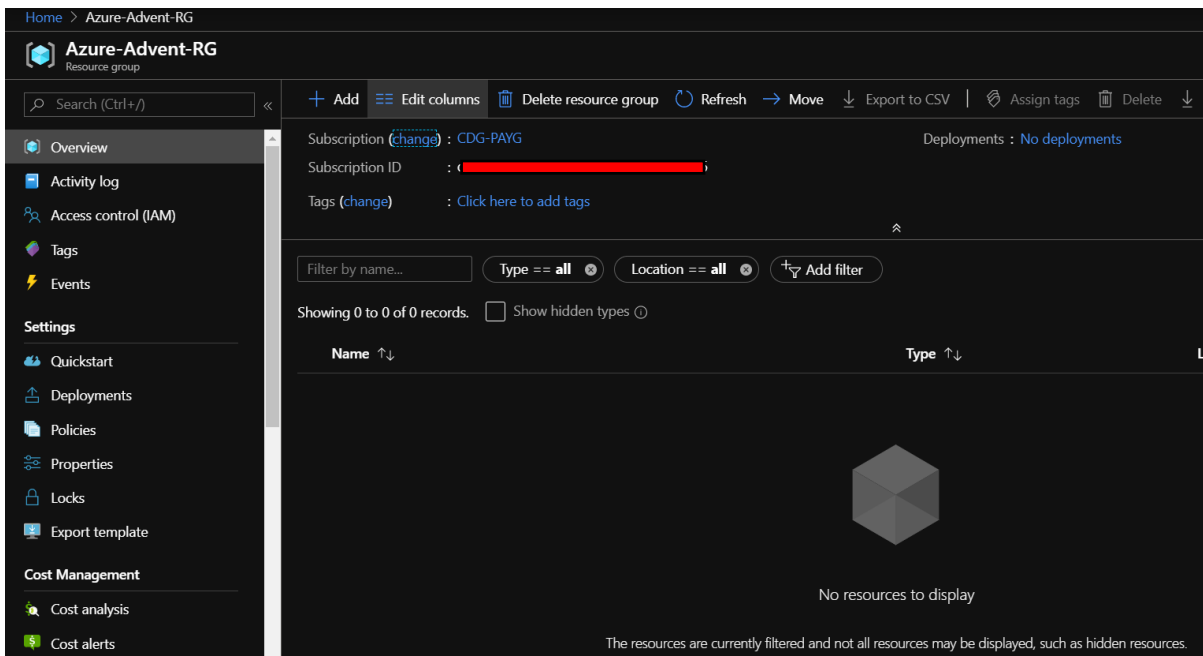 Home > Azure-Advent-RG
Azure-Advent-RG
Resource group
Search (Ctrl+/)
«
Add Edit columns Delete resource group Refresh Move Export to CSV Assign tags Delete
Overview
Activity log
Access control (IAM)
Tags
Events
Settings
Quickstart
Deployments
Policies
Properties
Locks
Export template
Cost Management
Cost analysis
Cost alerts
Subscription (change) : CDG-PAYG
Deployments : No deployments
Subscription ID :
Tags (change) : Click here to add tags
Filter by name... Type == all Location == all Add filter
Showing 0 to 0 of 0 records. Show hidden types
Name ↑↓ Type ↑↓ L
No resources to display
The resources are currently filtered and not all resources may be displayed, such as hidden resources.